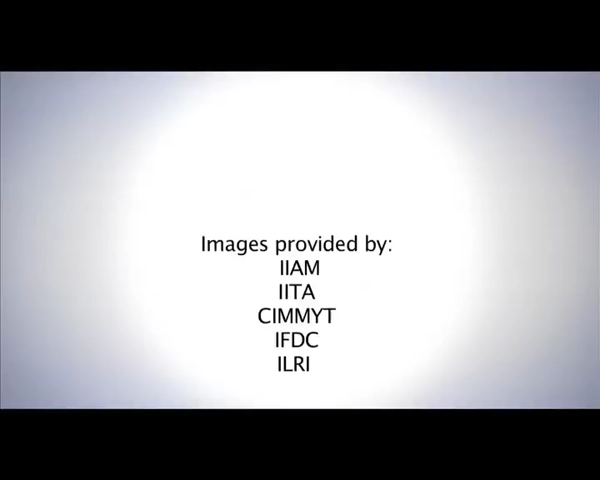 Images provided by:
IIAM
IITA
CIMMYT
IFDC
ILRI